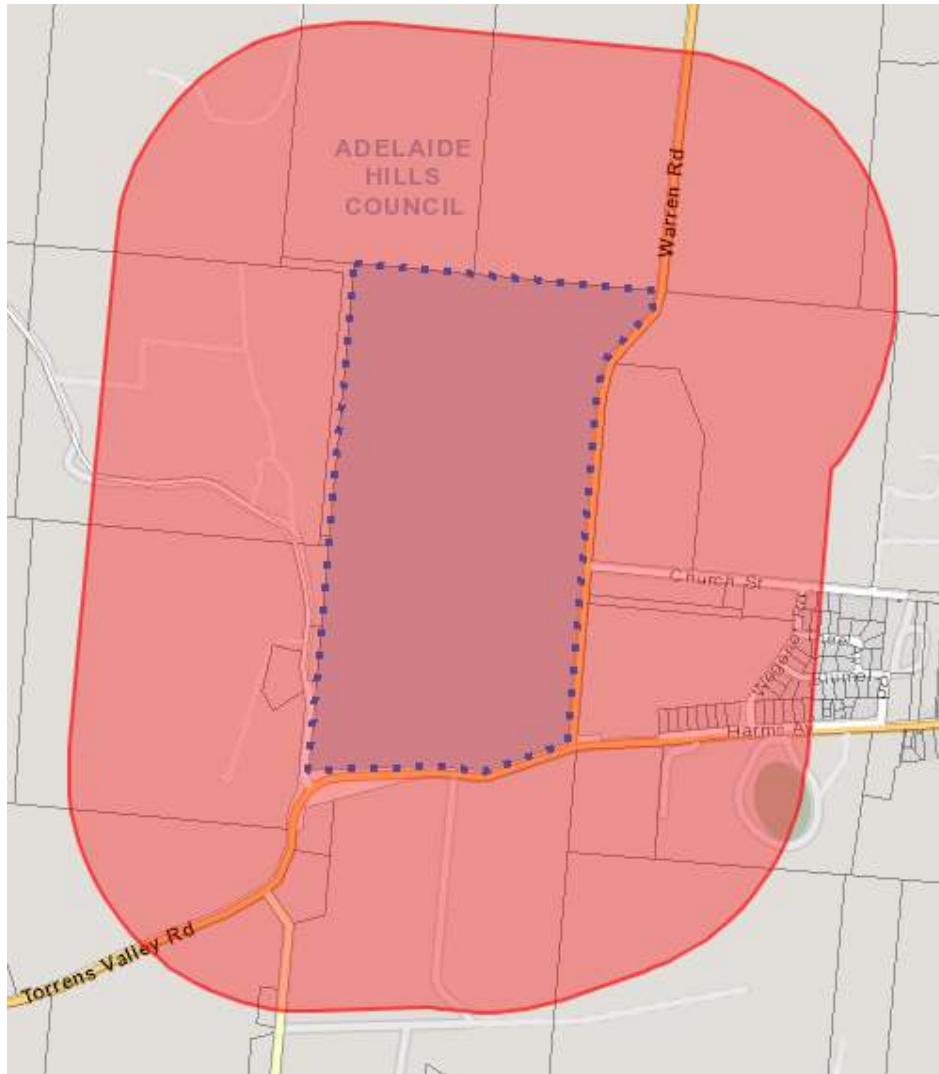 ADELAIDE
HILLS
COUNCIL
Warren Rd
Church St
Harms Av
Torrens Valley Rd